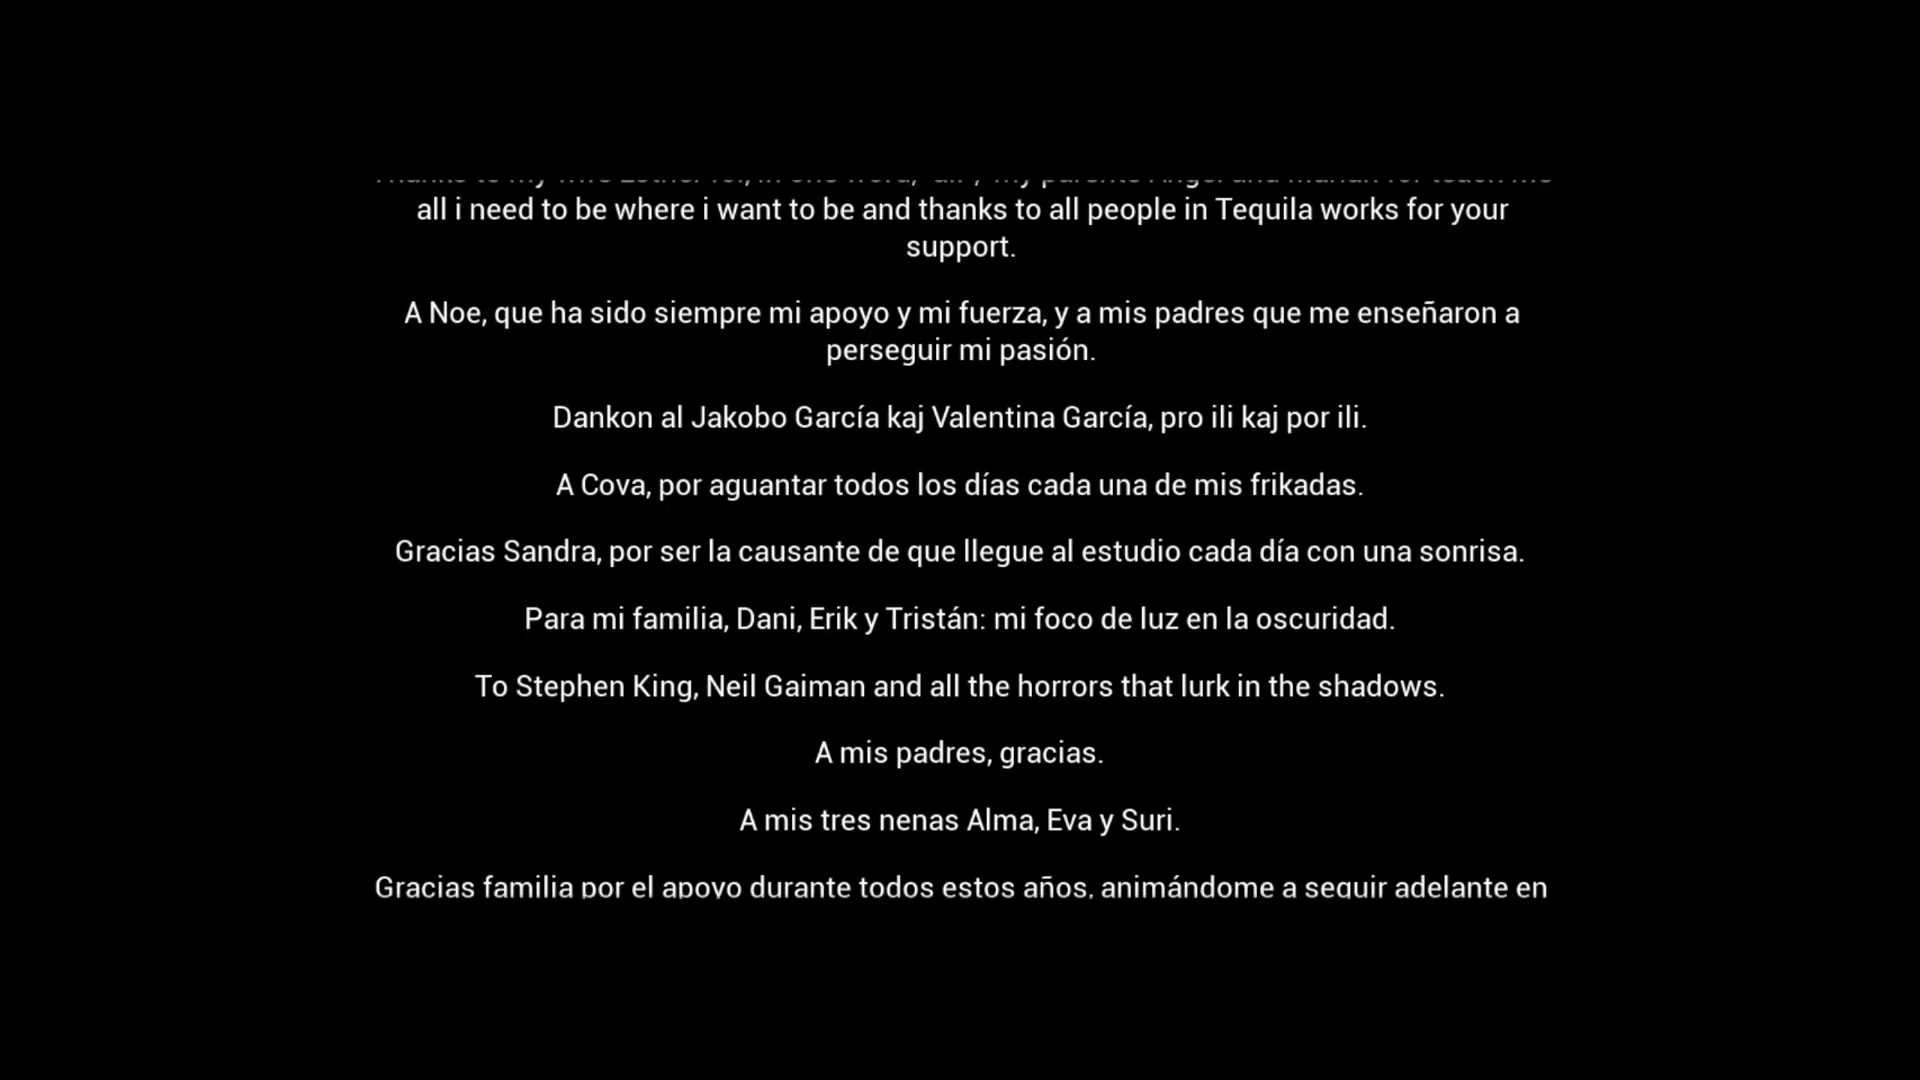 all i need to be where i want to be and thanks to all people in Tequila works for your
support.
A Noe, que ha sido siempre mi apoyo y mi fuerza, y a mis padres que me enseñaron a
perseguir mi pasión.
Dankon al Jakobo García kaj Valentina García, pro ili kaj por ili.
A Cova, por aguantar todos los días cada una de mis frikadas.
Gracias Sandra, por ser la causante de que llegue al estudio cada día con una sonrisa.
Para mi familia, Dani, Erik y Tristán: mi foco de luz en la oscuridad.
To Stephen King, Neil Gaiman and all the horrors that lurk in the shadows.
A mis padres, gracias.
A mis tres nenas Alma, Eva y Suri.
Gracias familia por el apoyo durante todos estos años, animándome a seguir adelante en